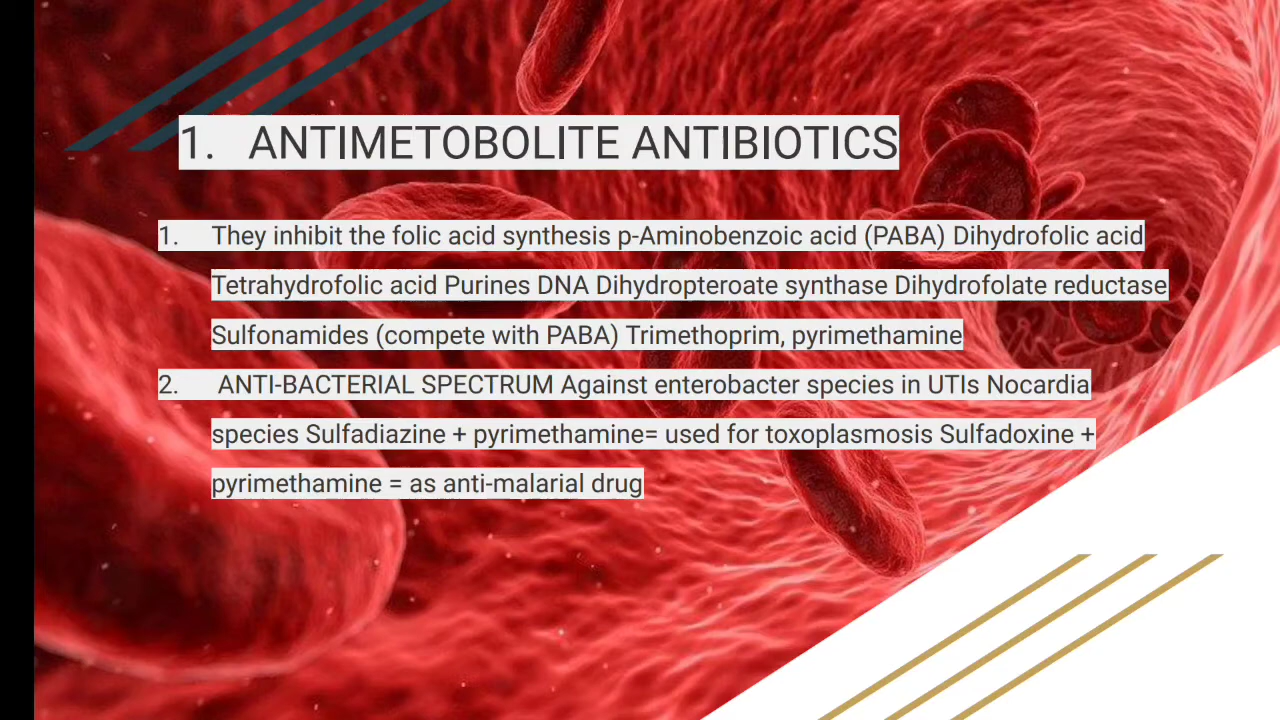 1. ANTIMETOBOLITE ANTIBIOTICS
1. They inhibit the folic acid synthesis p-Aminobenzoic acid (PABA) Dihydrofolic acid
Tetrahydrofolic acid Purines DNA Dihydropteroate synthase Dihydrofolate reductase
Sulfonamides (compete with PABA) Trimethoprim, pyrimethamine
2. ANTI-BACTERIAL SPECTRUM Against enterobacter species in UTIs Nocardia
species Sulfadiazine + pyrimethamine= used for toxoplasmosis Sulfadoxine +
pyrimethamine = as anti-malarial drug